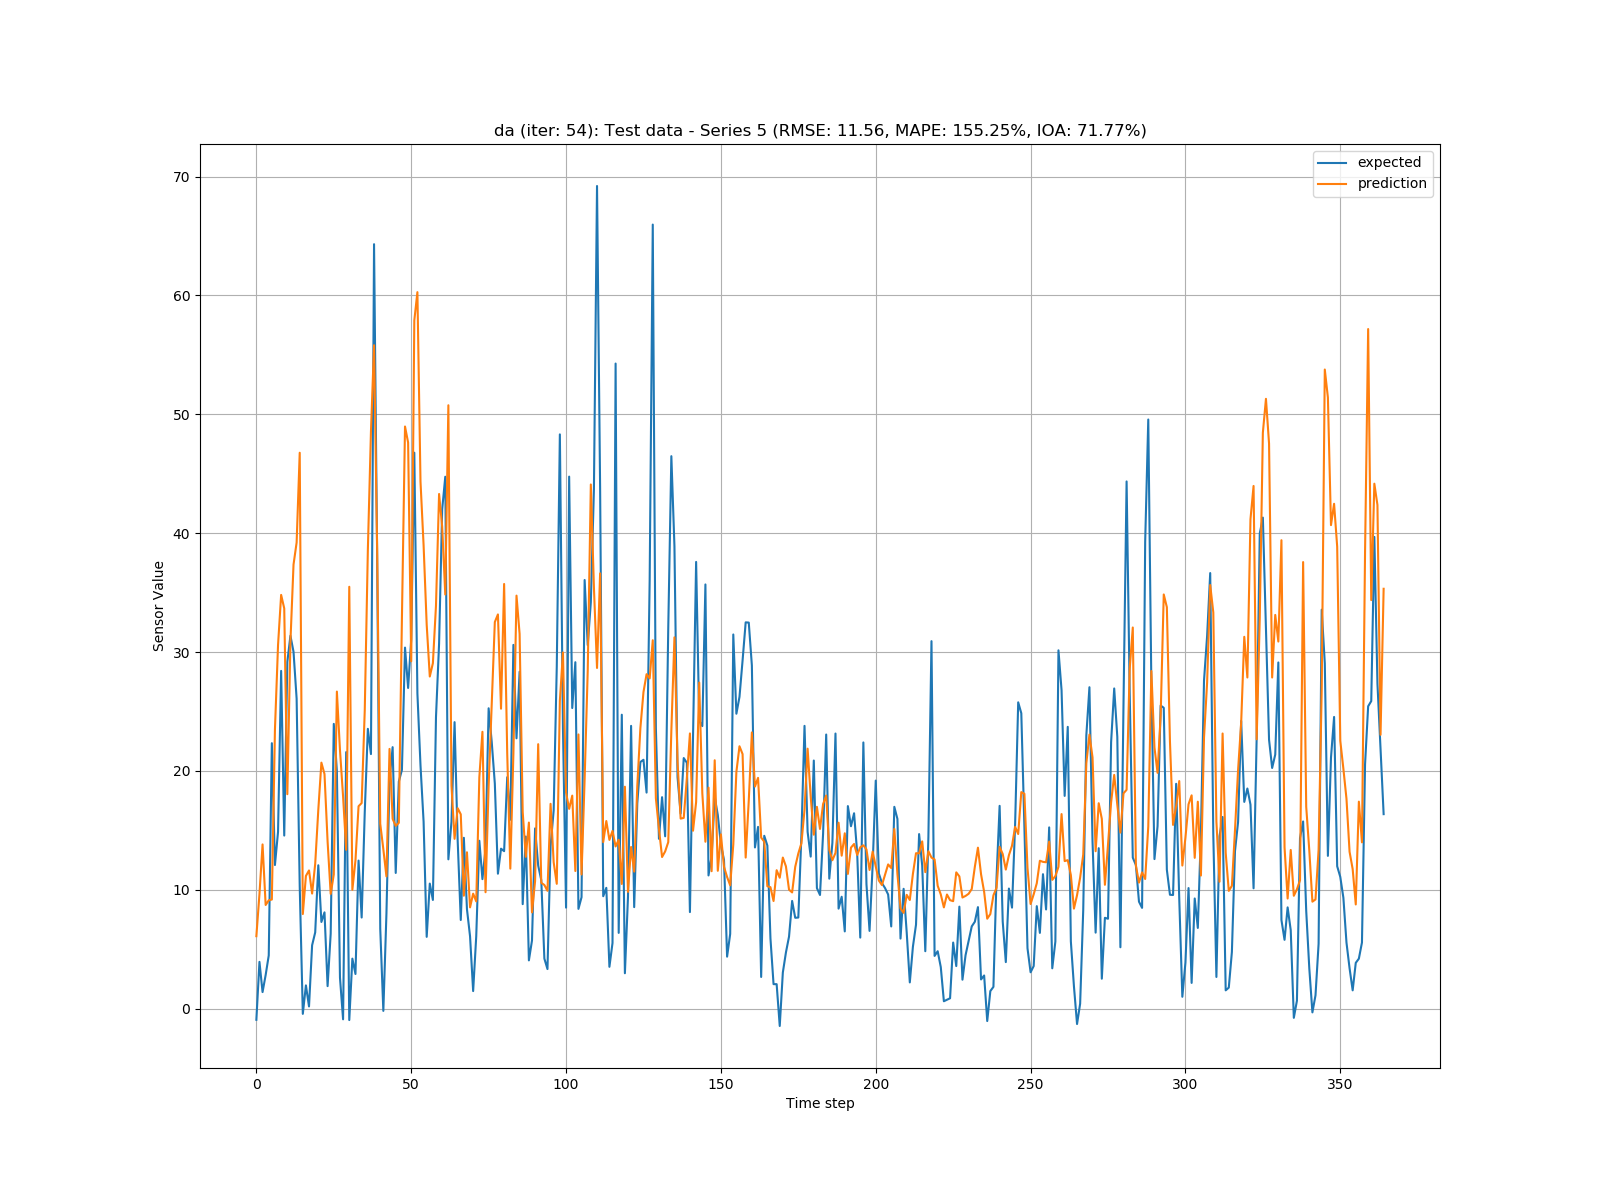 da (iter: 54): Test data - Series 5 (RMSE: 11.56, MAPE: 155.25%, IOA: 71.77%)
expected
prediction
70
60
50
40
30
20
10
0
Sensor Value
0 50 100 150 200 250 300 350
Time step